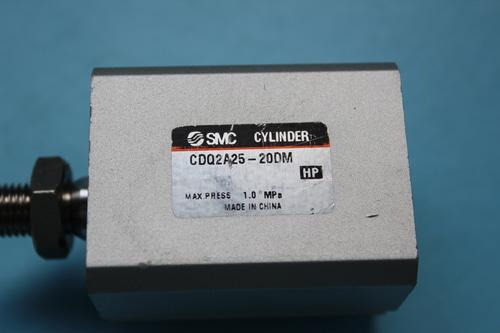 SMC CYLINDER
CDQ2A25-20DM
HP
MAX.PRESS 1.0 MPa
MADE IN CHINA